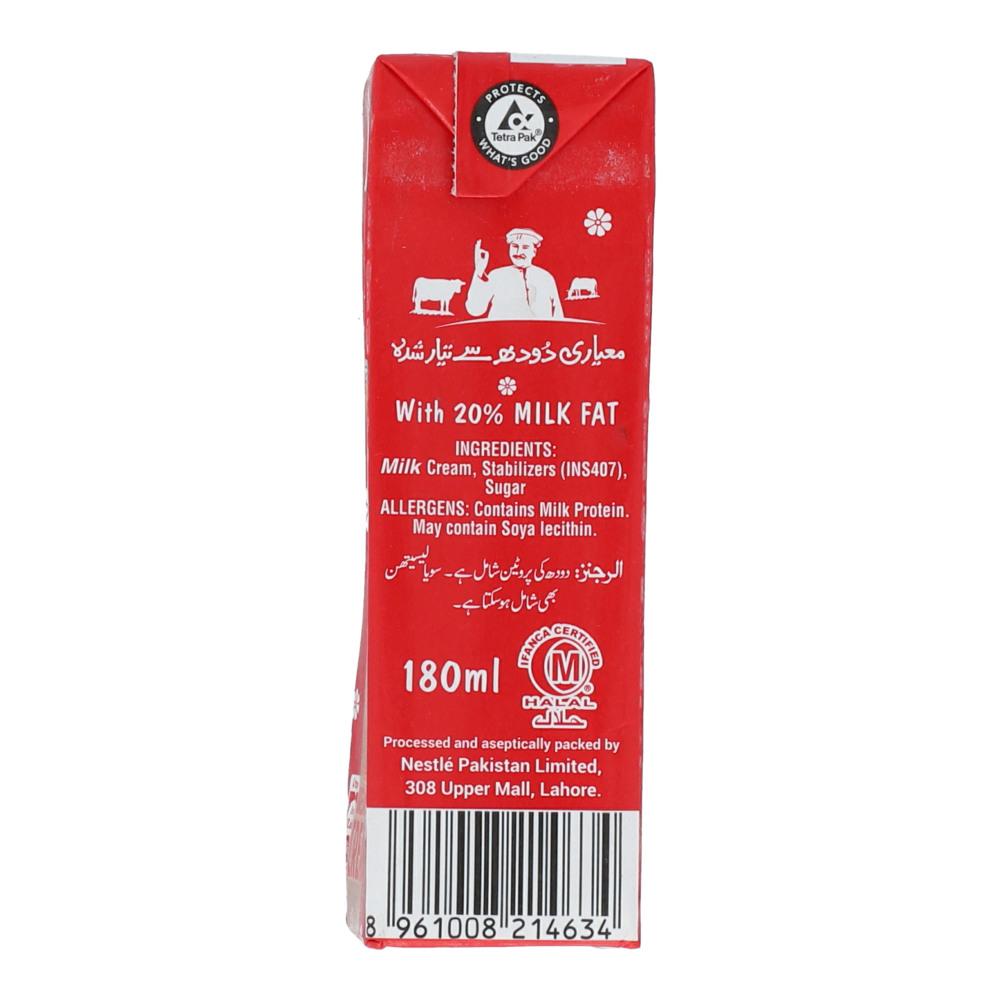 PROTECTS
Tetra Pak®
WHAT'S GOOD
معیاری دُودھ سے تیار شدہ
With 20% MILK FAT
INGREDIENTS:
Milk Cream, Stabilizers (INS407),
Sugar
ALLERGENS: Contains Milk Protein.
May contain Soya lecithin.
الرجنز: دودھ کی پروٹین شامل ہے۔ سویا لیسیتھن
بھی شامل ہوسکتا ہے۔
180ml
IFANCA CERTIFIED
M®
HALAL
حلال
Processed and aseptically packed by
Nestlé Pakistan Limited,
308 Upper Mall, Lahore.
8 961008 214634